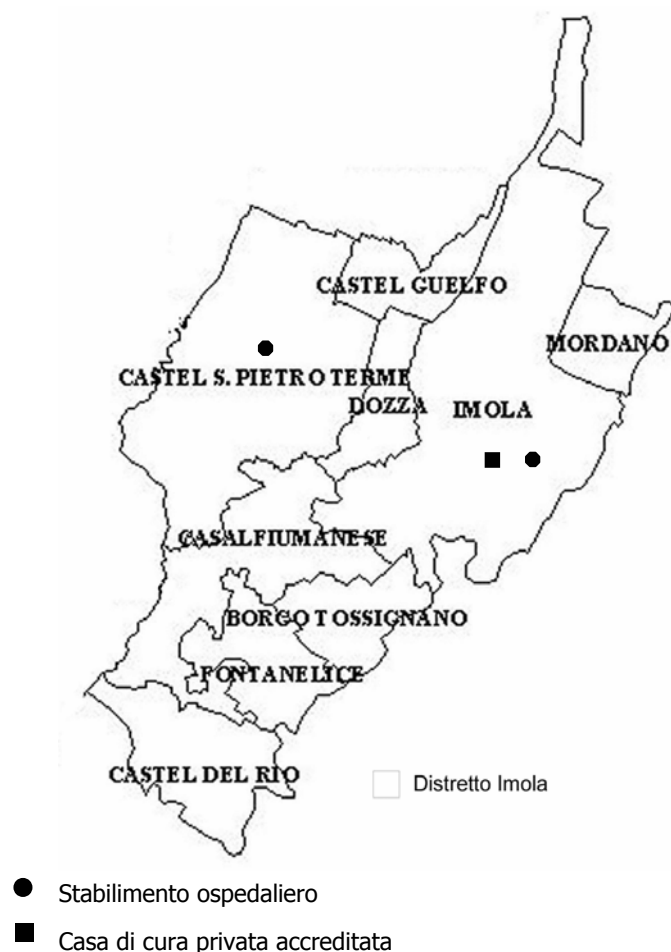 CASTEL GUELFO
MORDANO
CASTEL S. PIETRO TERME
DOZZA
IMOLA
CASALFIUMANESE
BORGO TOSSIGNANO
FONTANELICE
CASTEL DEL RIO
Distretto Imola
Stabilimento ospedaliero
Casa di cura privata accreditata